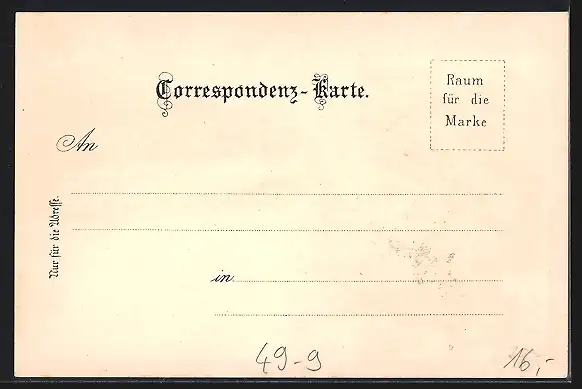 Correspondenz-Karte.
Raum
für die
Marke
An
Nur für die Adresse.
in
49-9
16,-